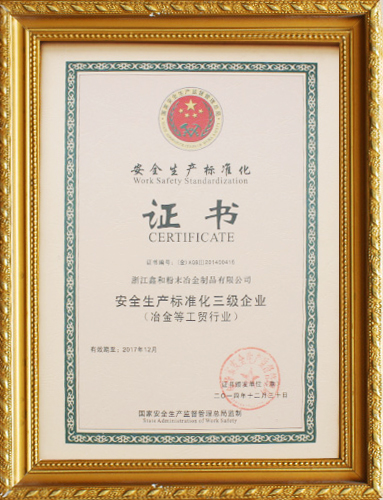 安全生产标准化
Work Safety Standardization
证书
CERTIFICATE
浙江鑫和粉末冶金制品有限公司
安全生产标准化三级企业
(冶金等工贸行业)
有效期至: 2017年12月
二〇一四年十二月三十日
国家安全生产监督管理总局监制
State Administration of Work Safety